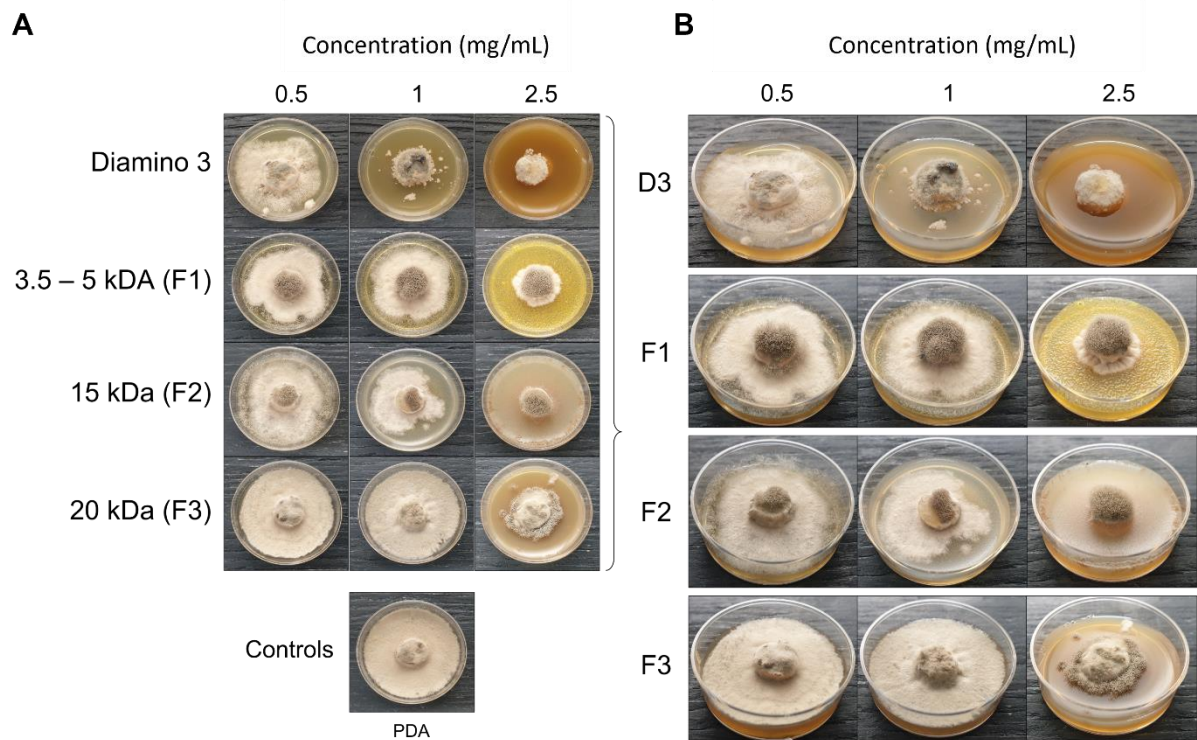 A
Concentration (mg/mL)
0.5 1 2.5
Diamino 3
3.5 – 5 kDA (F1)
15 kDa (F2)
20 kDa (F3)
Controls
PDA
B
Concentration (mg/mL)
0.5 1 2.5
D3
F1
F2
F3